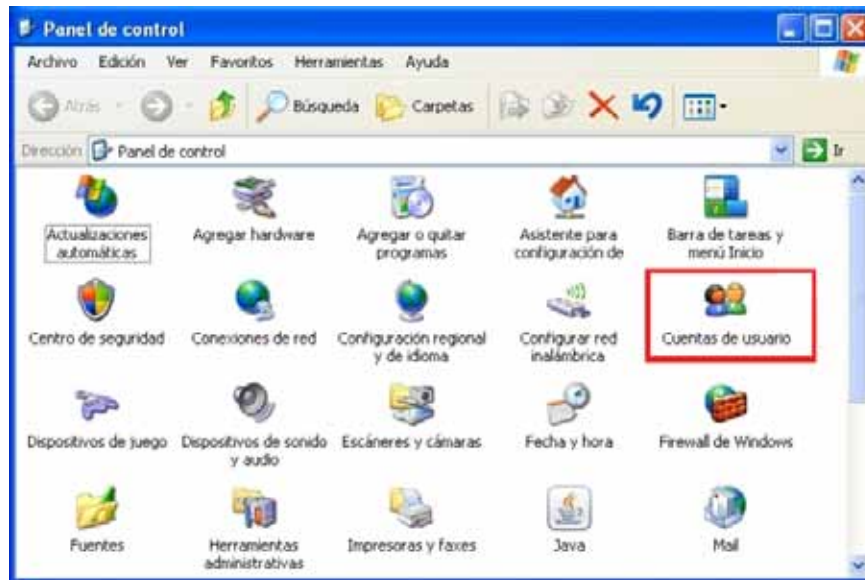 Panel de control
Archivo Edición Ver Favoritos Herramientas Ayuda
Atrás Búsqueda Carpetas
Dirección Panel de control Ir
Actualizaciones automáticas
Agregar hardware
Agregar o quitar programas
Asistente para configuración de
Barra de tareas y menú Inicio
Centro de seguridad
Conexiones de red
Configuración regional y de idioma
Configurar red inalámbrica
Cuentas de usuario
Dispositivos de juego
Dispositivos de sonido y audio
Escáneres y cámaras
Fecha y hora
Firewall de Windows
Fuentes
Herramientas administrativas
Impresoras y faxes
Java
Mail